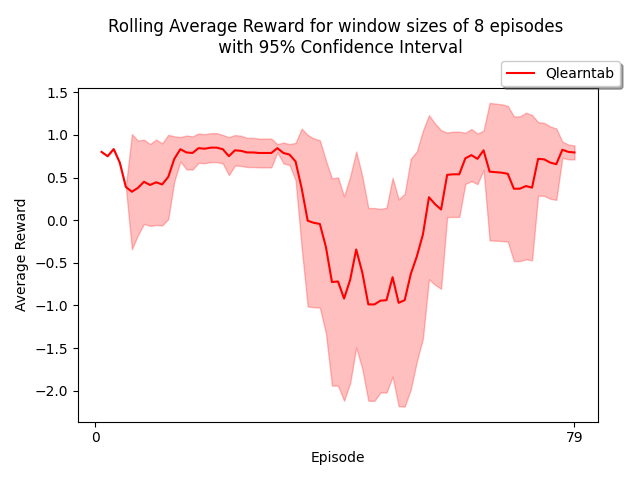 Rolling Average Reward for window sizes of 8 episodes
with 95% Confidence Interval
Qlearntab
1.5
1.0
0.5
0.0
−0.5
−1.0
−1.5
−2.0
Average Reward
0
79
Episode